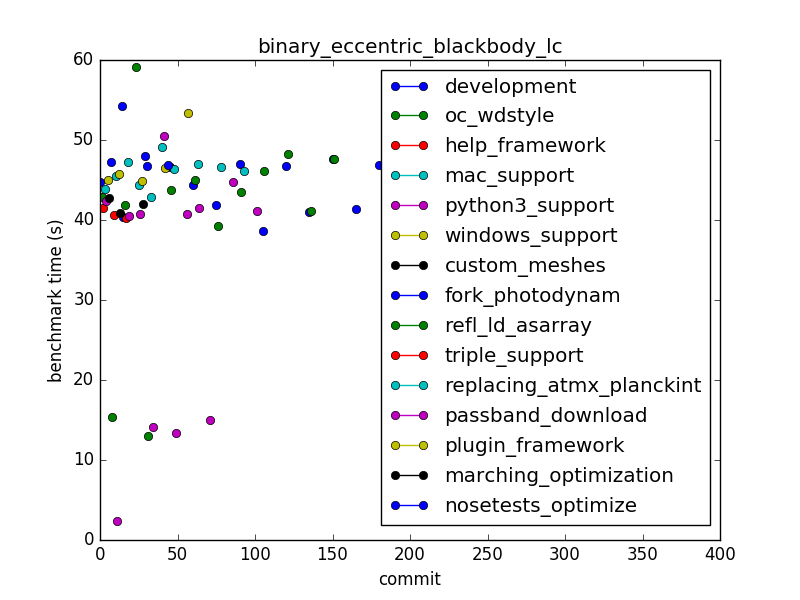 binary_eccentric_blackbody_lc
60
50
40
30
20
10
0
benchmark time (s)
development
oc_wdstyle
help_framework
mac_support
python3_support
windows_support
custom_meshes
fork_photodynam
refl_ld_asarray
triple_support
replacing_atmx_planckint
passband_download
plugin_framework
marching_optimization
nosetests_optimize
0 50 100 150 200 250 300 350 400
commit